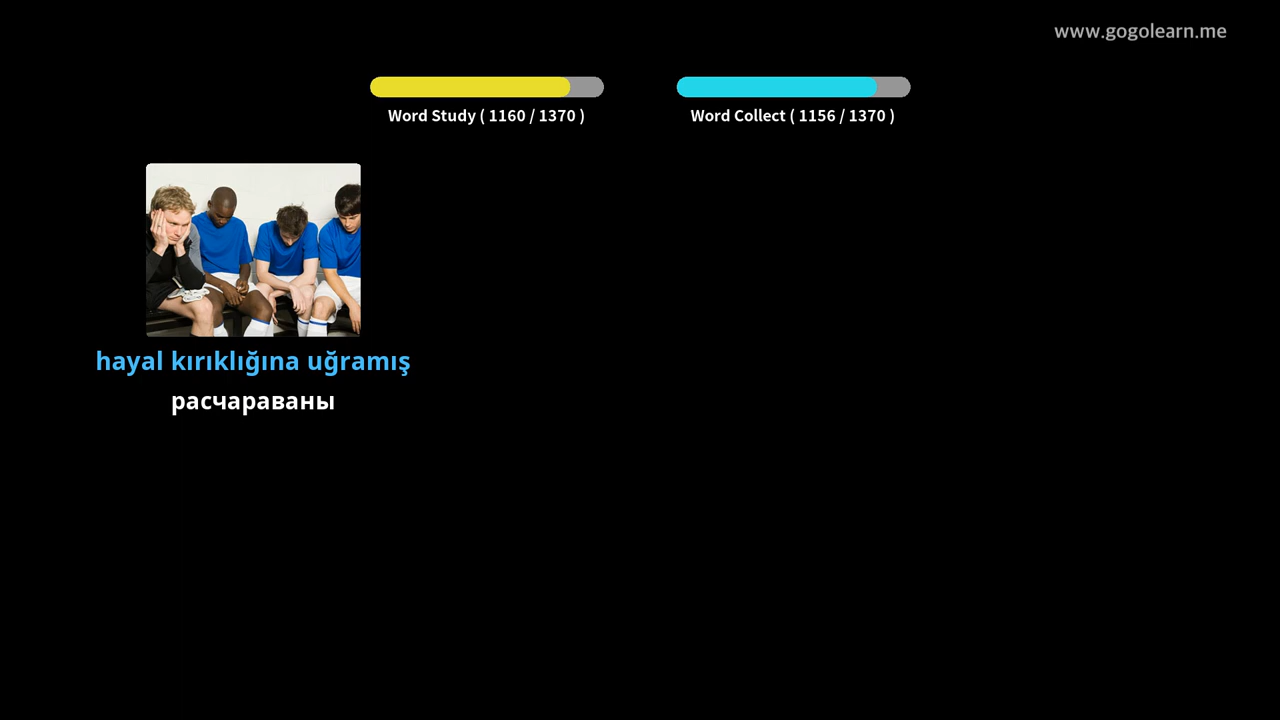 www.gogolearn.me
Word Study ( 1160 / 1370 )
Word Collect ( 1156 / 1370 )
hayal kırıklığına uğramış
расчараваны